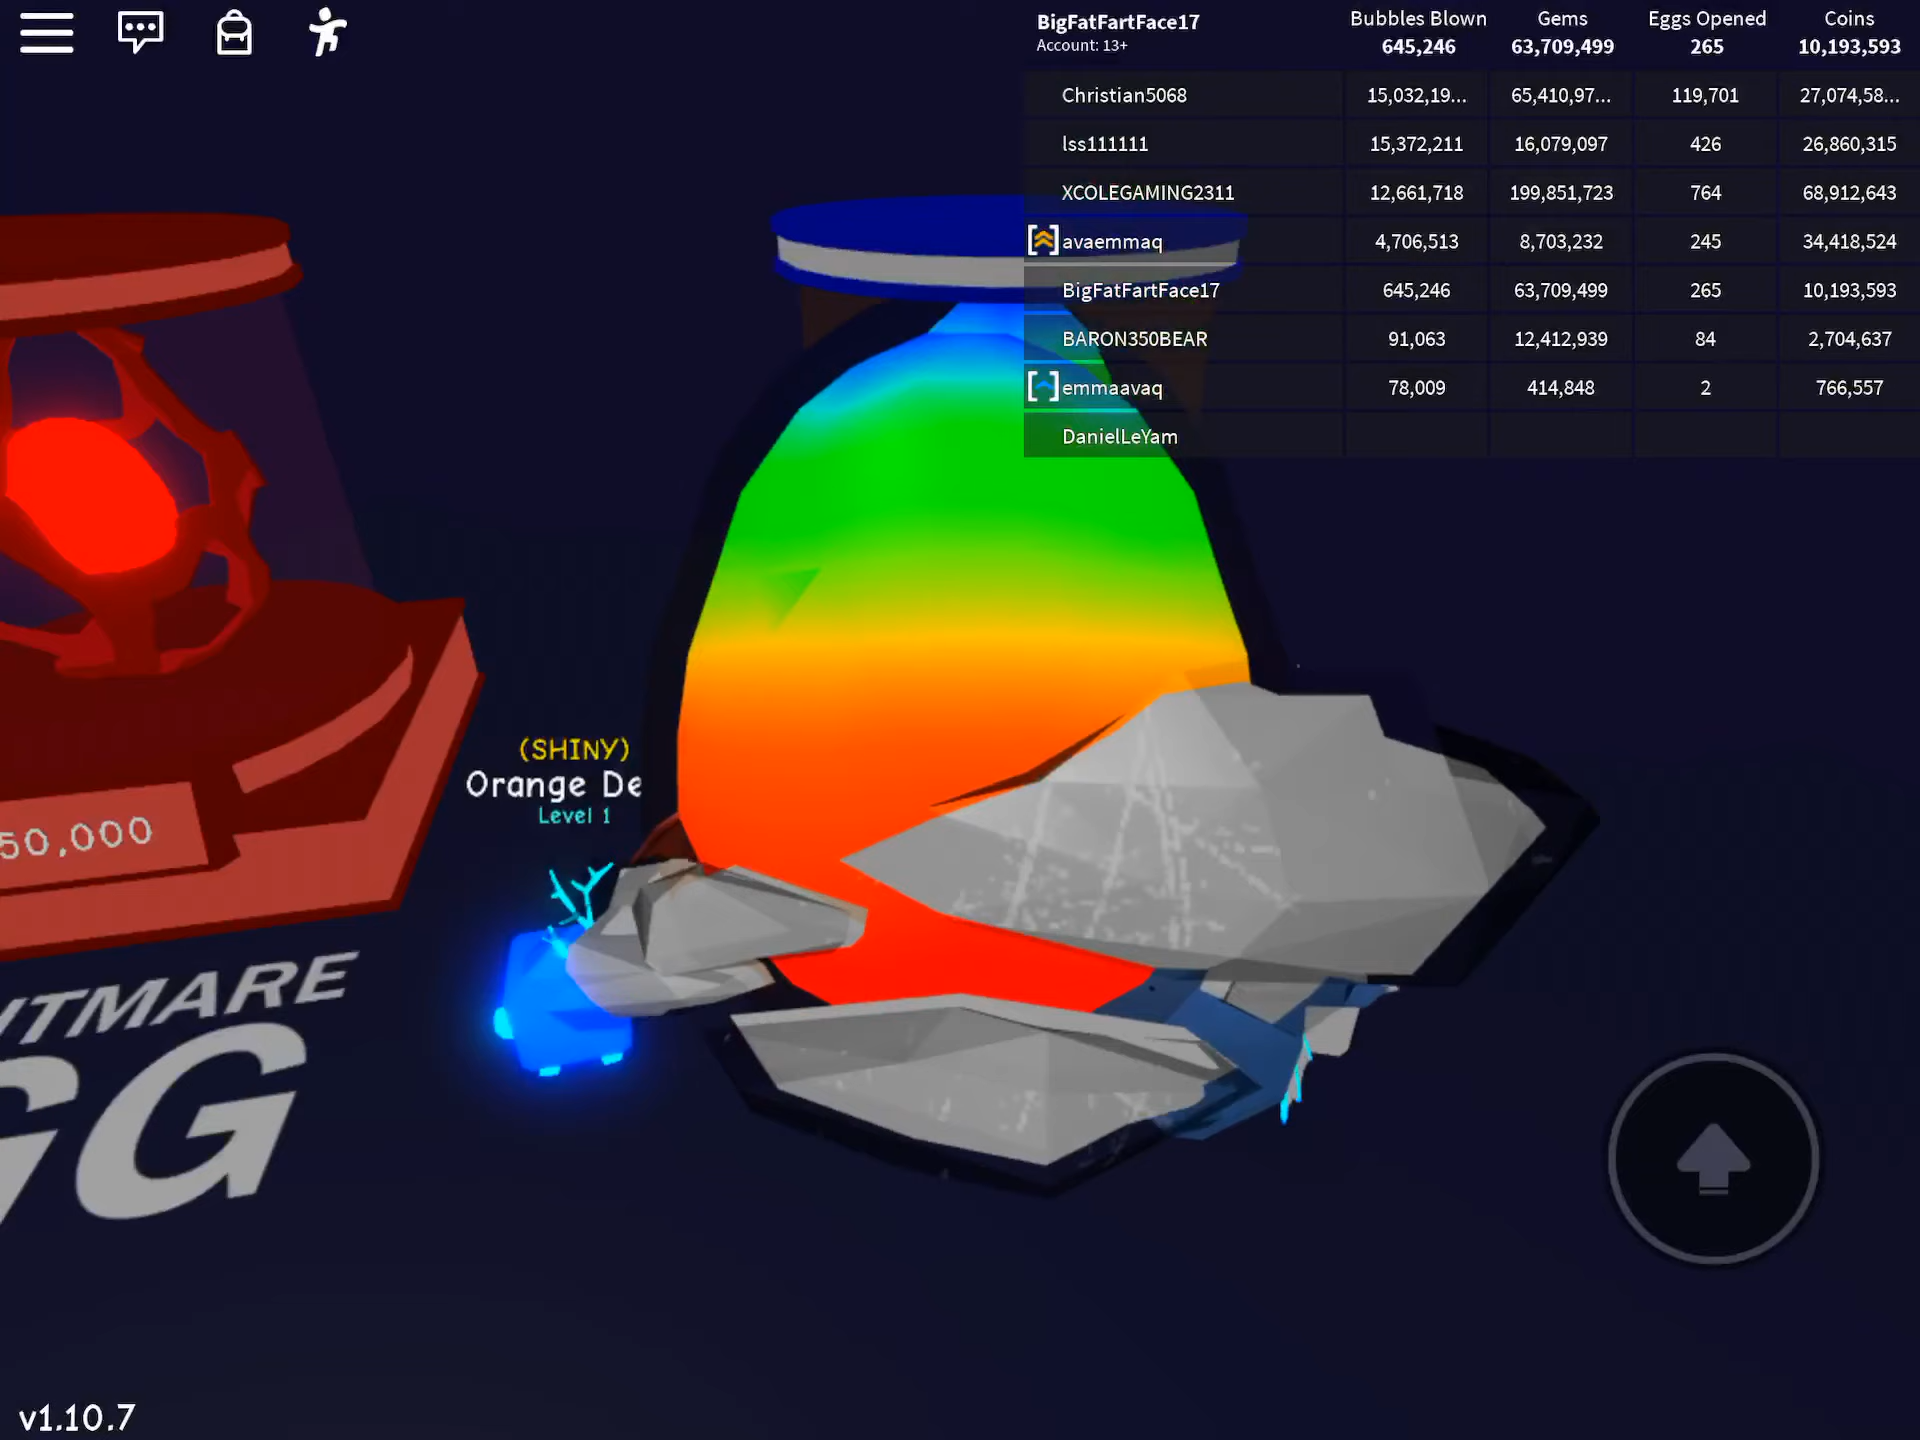 BigFatFartFace17
Account: 13+
Bubbles Blown Gems Eggs Opened Coins
645,246 63,709,499 265 10,193,593
Christian5068 15,032,19... 65,410,97... 119,701 27,074,58...
lss111111 15,372,211 16,079,097 426 26,860,315
XCOLEGAMING2311 12,661,718 199,851,723 764 68,912,643
avaemmaq 4,706,513 8,703,232 245 34,418,524
BigFatFartFace17 645,246 63,709,499 265 10,193,593
BARON350BEAR 91,063 12,412,939 84 2,704,637
emmaavaq 78,009 414,848 2 766,557
DanielLeYam
(SHINY)
Orange De
Level 1
50,000
HTMARE
GG
v1.10.7